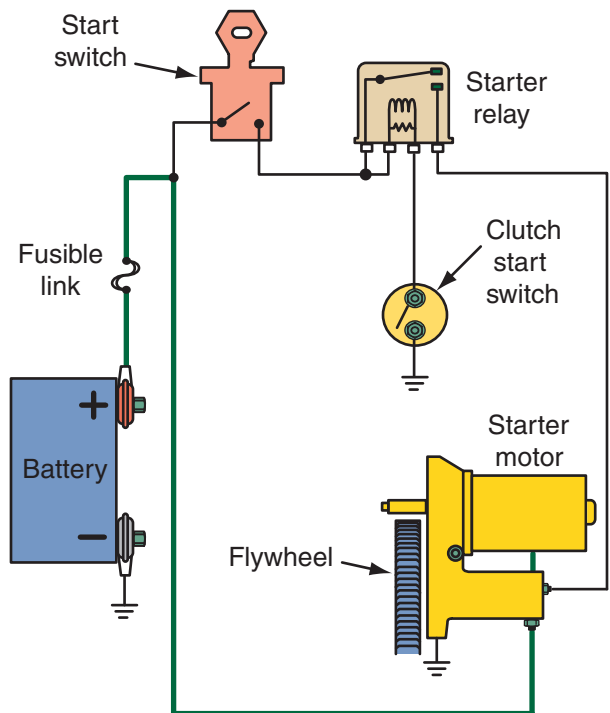 Start
switch
Starter
relay
Fusible
link
Clutch
start
switch
+
Battery
−
Starter
motor
Flywheel